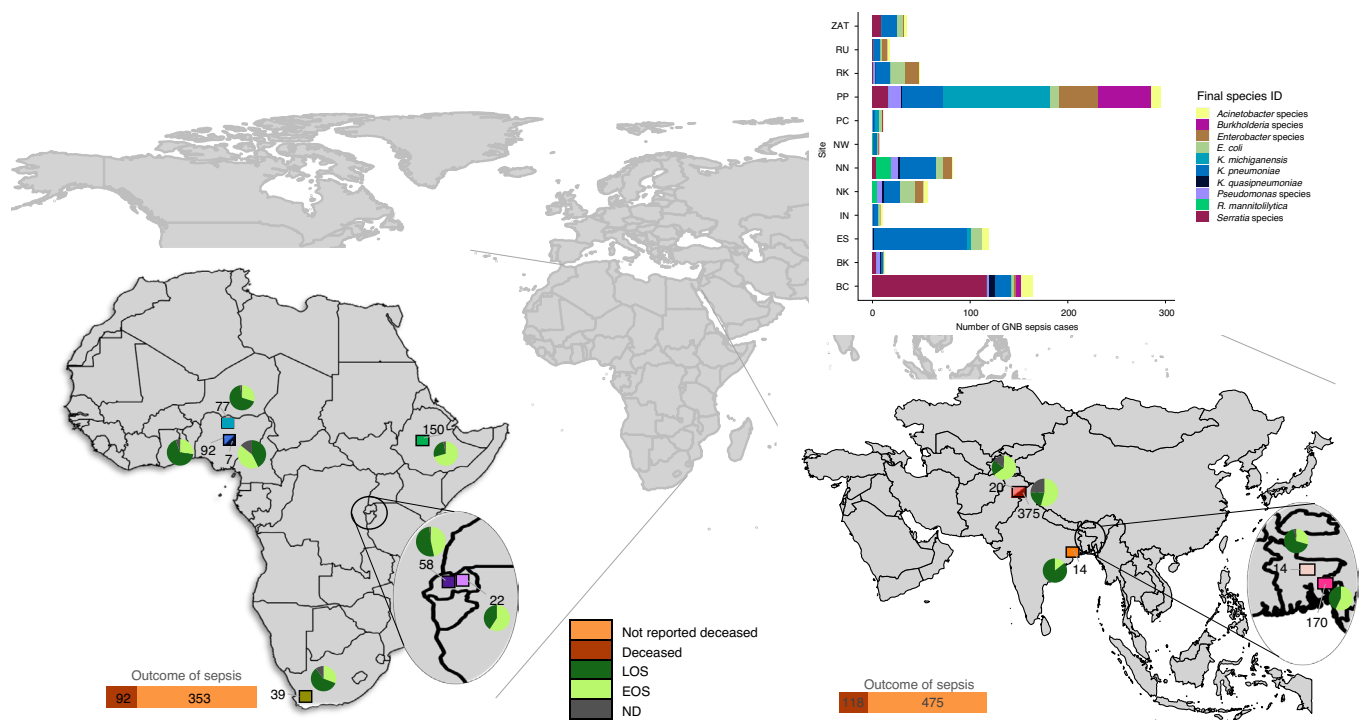 ZAT
RU
RK
PP
PC
NW
NN
NK
IN
ES
BK
BC
Site
0
100
200
300
Number of GNB sepsis cases
Final species ID
Acinetobacter species
Burkholderia species
Enterobacter species
E. coli
K. michiganensis
K. pneumoniae
K. quasipneumoniae
Pseudomonas species
R. mannitolilytica
Serratia species
77
92
7
150
58
22
39
Outcome of sepsis
92 353
Not reported deceased
Deceased
LOS
EOS
ND
20
375
14
14
170
Outcome of sepsis
118 475